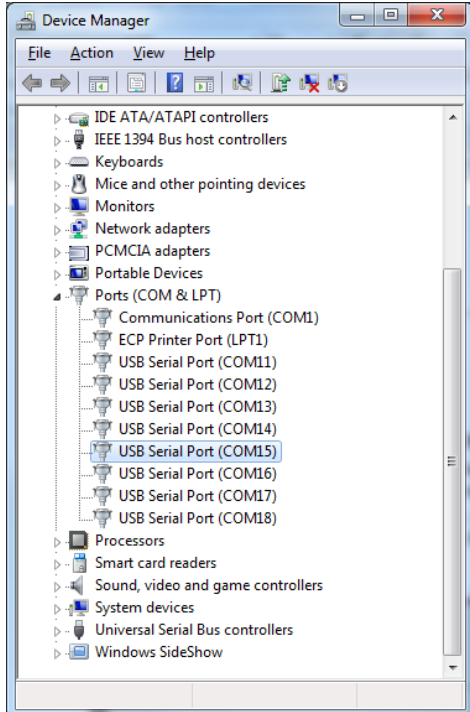 Device Manager
File Action View Help
IDE ATA/ATAPI controllers
IEEE 1394 Bus host controllers
Keyboards
Mice and other pointing devices
Monitors
Network adapters
PCMCIA adapters
Portable Devices
Ports (COM & LPT)
Communications Port (COM1)
ECP Printer Port (LPT1)
USB Serial Port (COM11)
USB Serial Port (COM12)
USB Serial Port (COM13)
USB Serial Port (COM14)
USB Serial Port (COM15)
USB Serial Port (COM16)
USB Serial Port (COM17)
USB Serial Port (COM18)
Processors
Smart card readers
Sound, video and game controllers
System devices
Universal Serial Bus controllers
Windows SideShow